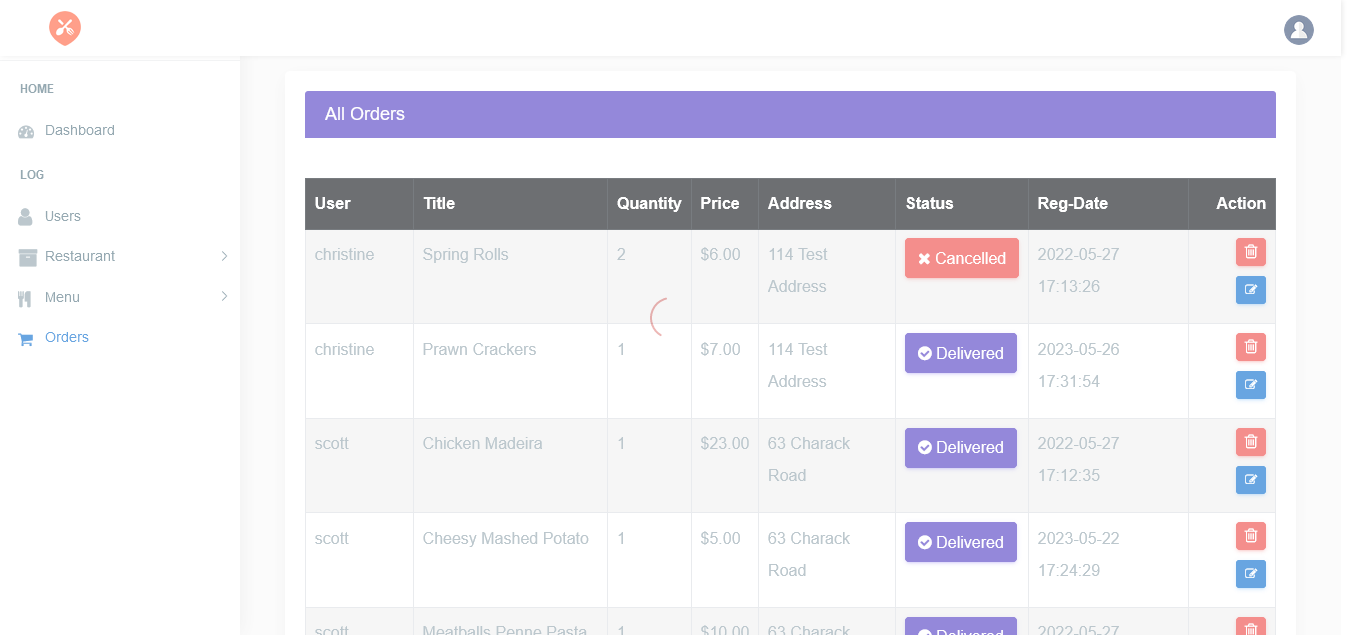 HOME
Dashboard
LOG
Users
Restaurant
Menu
Orders
All Orders
User Title Quantity Price Address Status Reg-Date Action
christine Spring Rolls 2 $6.00 114 Test Cancelled 2022-05-27
Address 17:13:26
christine Prawn Crackers 1 $7.00 114 Test Delivered 2023-05-26
Address 17:31:54
scott Chicken Madeira 1 $23.00 63 Charack Delivered 2022-05-27
Road 17:12:35
scott Cheesy Mashed Potato 1 $5.00 63 Charack Delivered 2023-05-22
Road 17:24:29
scott Meatballs Penne Pasta 1 $10.00 63 Charack Delivered 2022-05-27